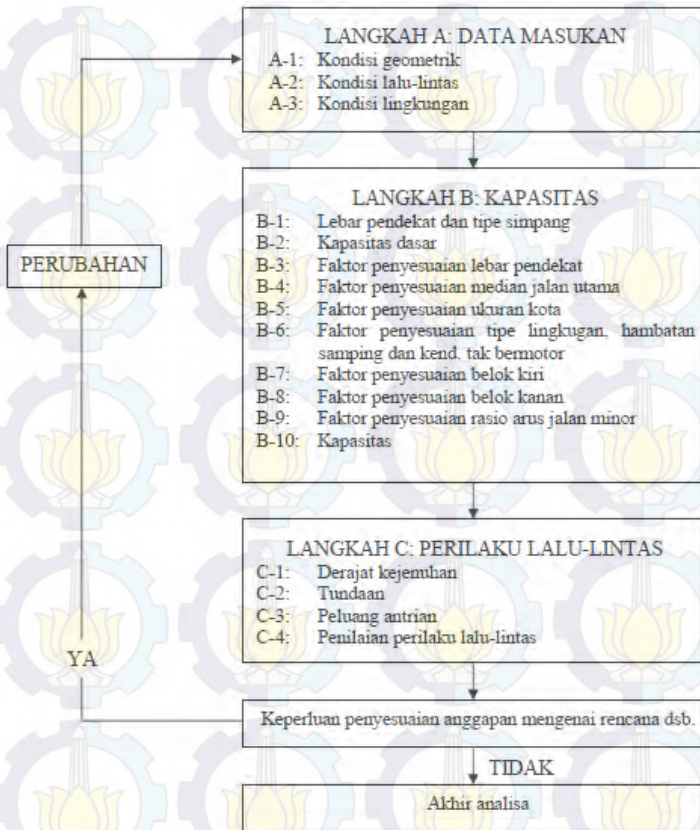 LANGKAH A: DATA MASUKAN
A-1: Kondisi geometrik
A-2: Kondisi lalu-lintas
A-3: Kondisi lingkungan
LANGKAH B: KAPASITAS
B-1: Lebar pendekat dan tipe simpang
B-2: Kapasitas dasar
B-3: Faktor penyesuaian lebar pendekat
B-4: Faktor penyesuaian median jalan utama
B-5: Faktor penyesuaian ukuran kota
B-6: Faktor penyesuaian tipe lingkugan, hambatan
samping dan kend. tak bermotor
B-7: Faktor penyesuaian belok kiri
B-8: Faktor penyesuaian belok kanan
B-9: Faktor penyesuaian rasio arus jalan minor
B-10: Kapasitas
PERUBAHAN
LANGKAH C: PERILAKU LALU-LINTAS
C-1: Derajat kejenuhan
C-2: Tundaan
C-3: Peluang antrian
C-4: Penilaian perilaku lalu-lintas
YA
Keperluan penyesuaian anggapan mengenai rencana dsb.
TIDAK
Akhir analisa